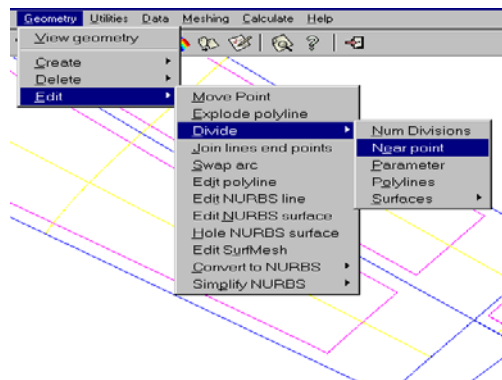 Geometry Utilities Data Meshing Calculate Help
View geometry
Create
Delete
Edit
Move Point
Explode polyline
Divide
Join lines end points
Swap arc
Edit polyline
Edit NURBS line
Edit NURBS surface
Hole NURBS surface
Edit SurfMesh
Convert to NURBS
Simplify NURBS
Num Divisions
Near point
Parameter
Polylines
Surfaces